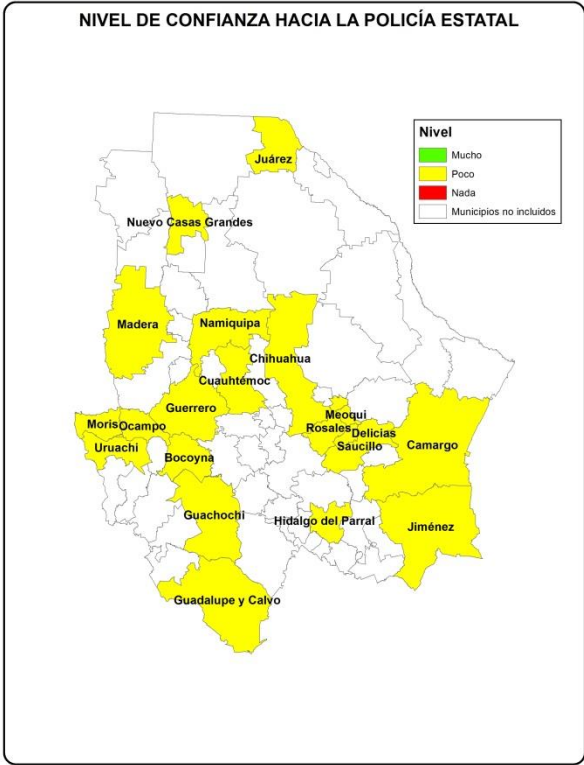 NIVEL DE CONFIANZA HACIA LA POLICÍA ESTATAL
Nivel
Mucho
Poco
Nada
Municipios no incluidos
Juárez
Nuevo Casas Grandes
Madera
Namiquipa
Chihuahua
Cuauhtémoc
Guerrero
Meoqui
Moris
Ocampo
Rosales
Delicias
Uruachi
Saucillo
Camargo
Bocoyna
Guachochi
Hidalgo del Parral
Jiménez
Guadalupe y Calvo